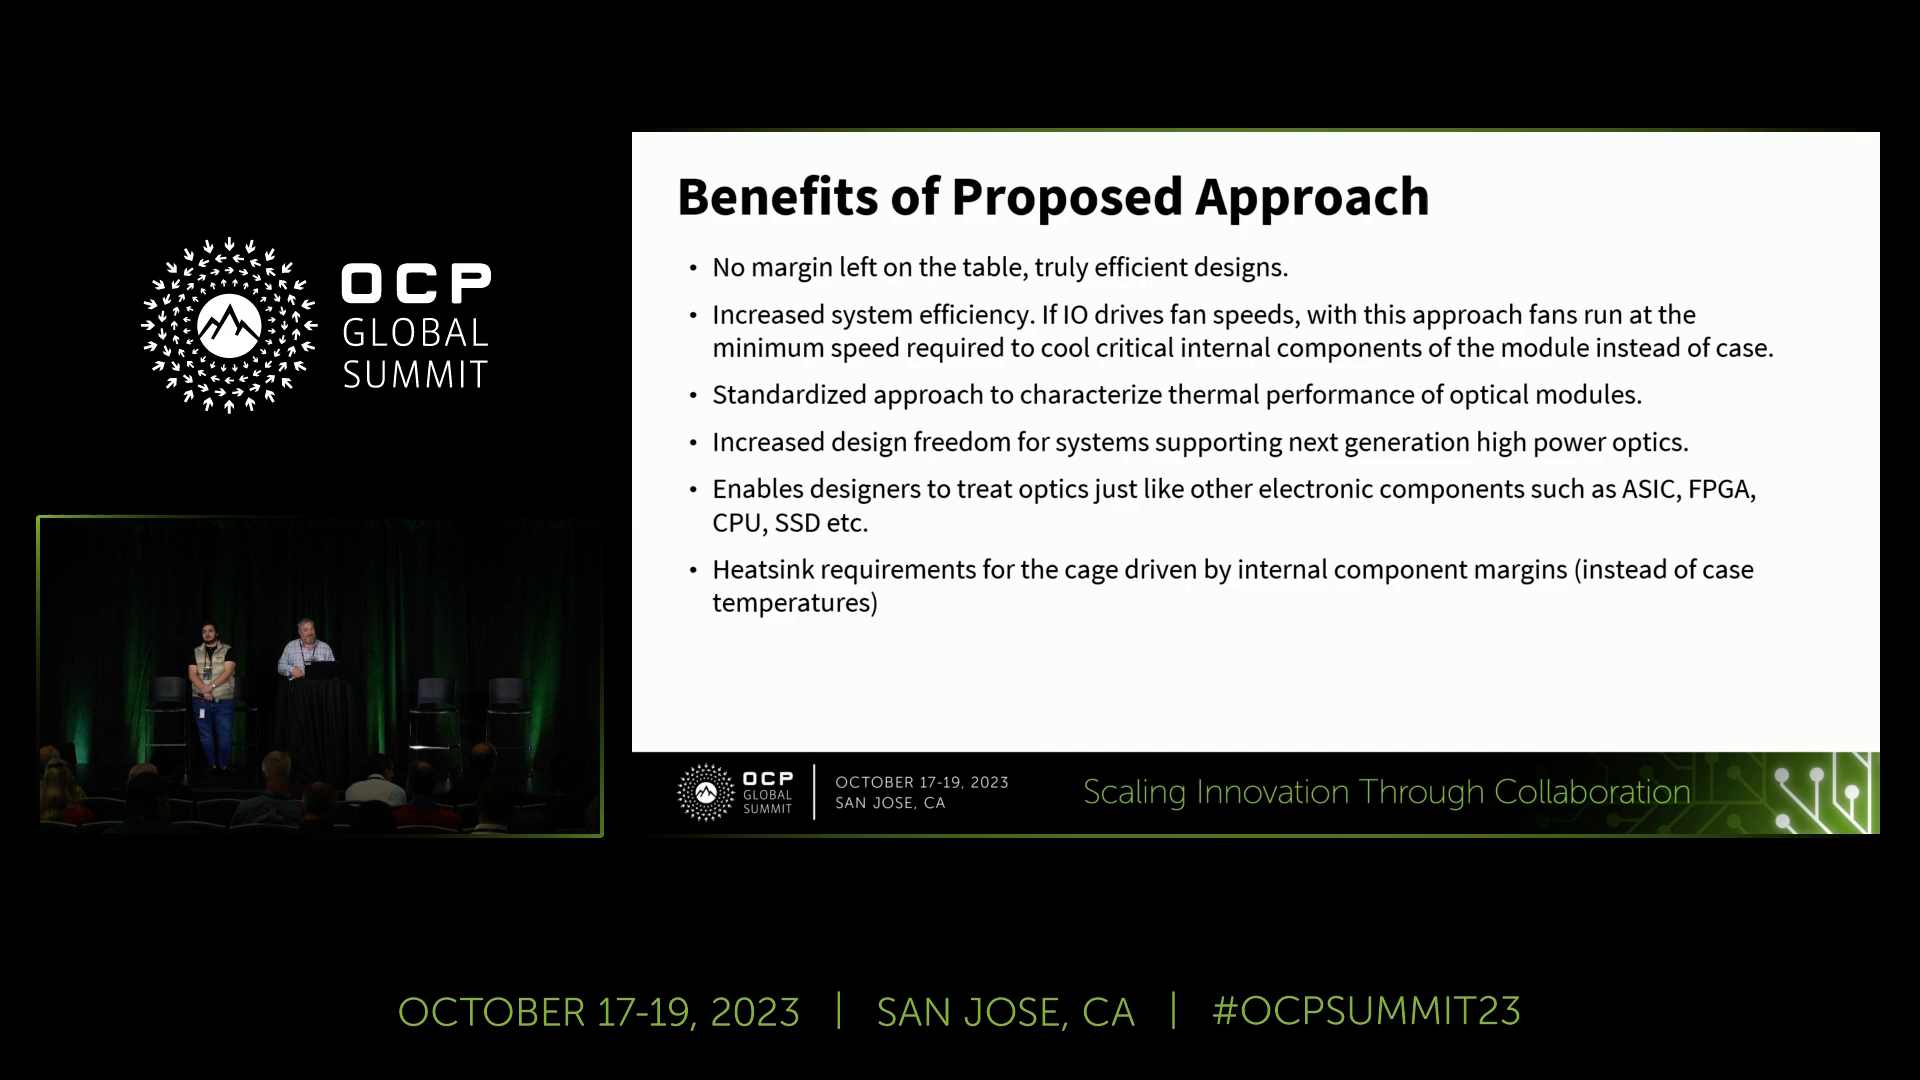 OCP
GLOBAL
SUMMIT
Benefits of Proposed Approach
• No margin left on the table, truly efficient designs.
• Increased system efficiency. If IO drives fan speeds, with this approach fans run at the
minimum speed required to cool critical internal components of the module instead of case.
• Standardized approach to characterize thermal performance of optical modules.
• Increased design freedom for systems supporting next generation high power optics.
• Enables designers to treat optics just like other electronic components such as ASIC, FPGA,
CPU, SSD etc.
• Heatsink requirements for the cage driven by internal component margins (instead of case
temperatures)
OCP
GLOBAL
SUMMIT
OCTOBER 17-19, 2023
SAN JOSE, CA
Scaling Innovation Through Collaboration
OCTOBER 17-19, 2023 | SAN JOSE, CA | #OCPSUMMIT23